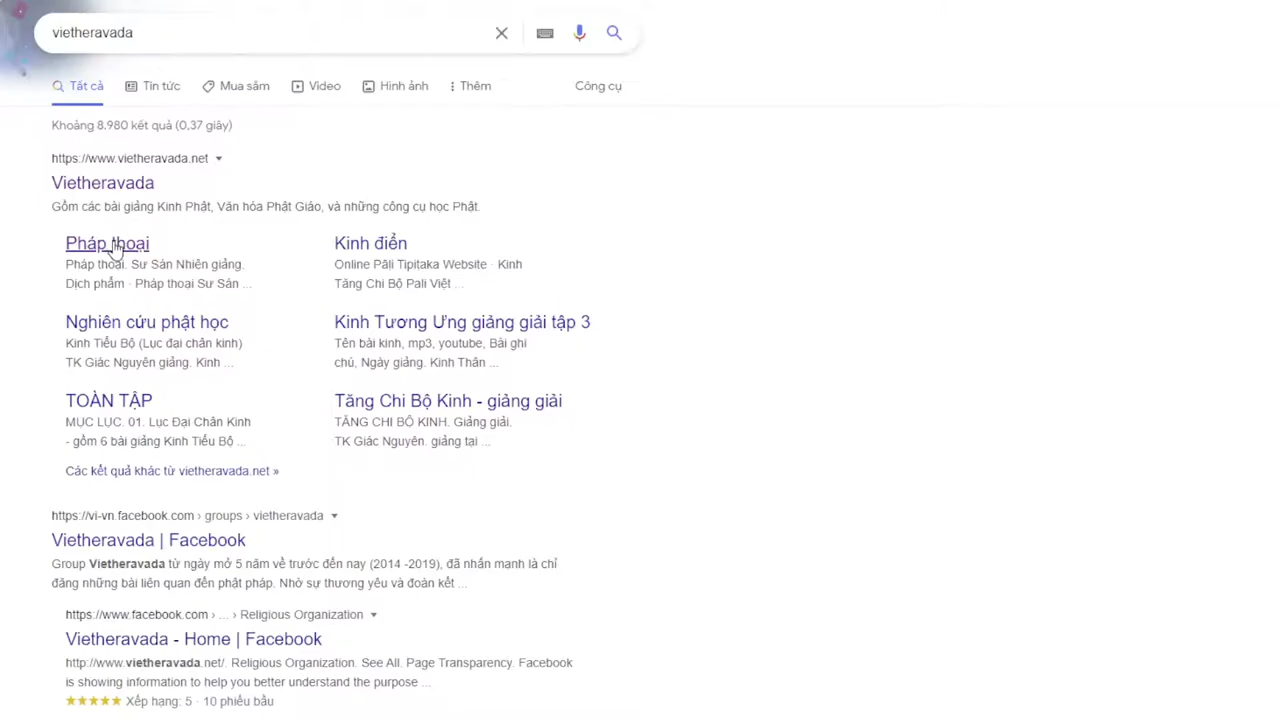 vietheravada
Tất cả Tin tức Mua sắm Video Hình ảnh Thêm Công cụ
Khoảng 8.980 kết quả (0,37 giây)
https://www.vietheravada.net
Vietheravada
Gồm các bài giảng Kinh Phật, Văn hóa Phật Giáo, và những công cụ học Phật.
Pháp thoại
Pháp thoại. Sư Sán Nhiên giảng.
Dịch phẩm · Pháp thoại Sư Sán ...
Kinh điển
Online Pāli Tipitaka Website · Kinh
Tăng Chi Bộ Pali Việt ...
Nghiên cứu phật học
Kinh Tiểu Bộ (Lục đại chân kinh)
TK Giác Nguyên giảng. Kinh ...
Kinh Tương Ưng giảng giải tập 3
Tên bài kinh, mp3, youtube, Bài ghi
chú, Ngày giảng. Kinh Thân ...
TOÀN TẬP
MỤC LỤC. 01. Lục Đại Chân Kinh
- gồm 6 bài giảng Kinh Tiểu Bộ ...
Tăng Chi Bộ Kinh - giảng giải
TĂNG CHI BỘ KINH. Giảng giải.
TK Giác Nguyên. giảng tại ...
Các kết quả khác từ vietheravada.net »
https://vi-vn.facebook.com › groups › vietheravada
Vietheravada | Facebook
Group Vietheravada từ ngày mở 5 năm về trước đến nay (2014 -2019), đã nhấn mạnh là chỉ
đăng những bài liên quan đến phật pháp. Nhờ sự thương yêu và đoàn kết ...
https://www.facebook.com › ... › Religious Organization
Vietheravada - Home | Facebook
http://www.vietheravada.net/. Religious Organization. See All. Page Transparency. Facebook
is showing information to help you better understand the purpose ...
Xếp hạng: 5 · 10 phiếu bầu